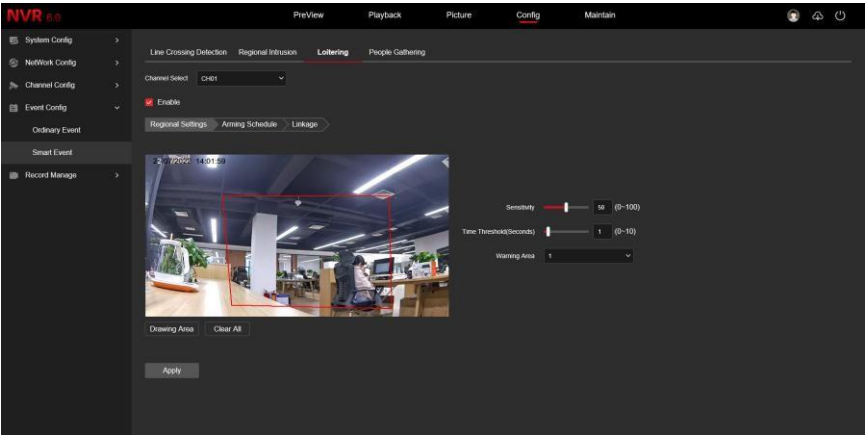 NVR 6.0
PreView Playback Picture Config Maintain
System Config
NetWork Config
Channel Config
Event Config
Ordinary Event
Smart Event
Record Manage
Line Crossing Detection Regional Intrusion Loitering People Gathering
Channel Select CH01
Enable
Regional Settings Arming Schedule Linkage
14:01:59
Sensitivity 50 (0~100)
Time Threshold(Seconds) 1 (0~10)
Warning Area 1
Drawing Area Clear All
Apply